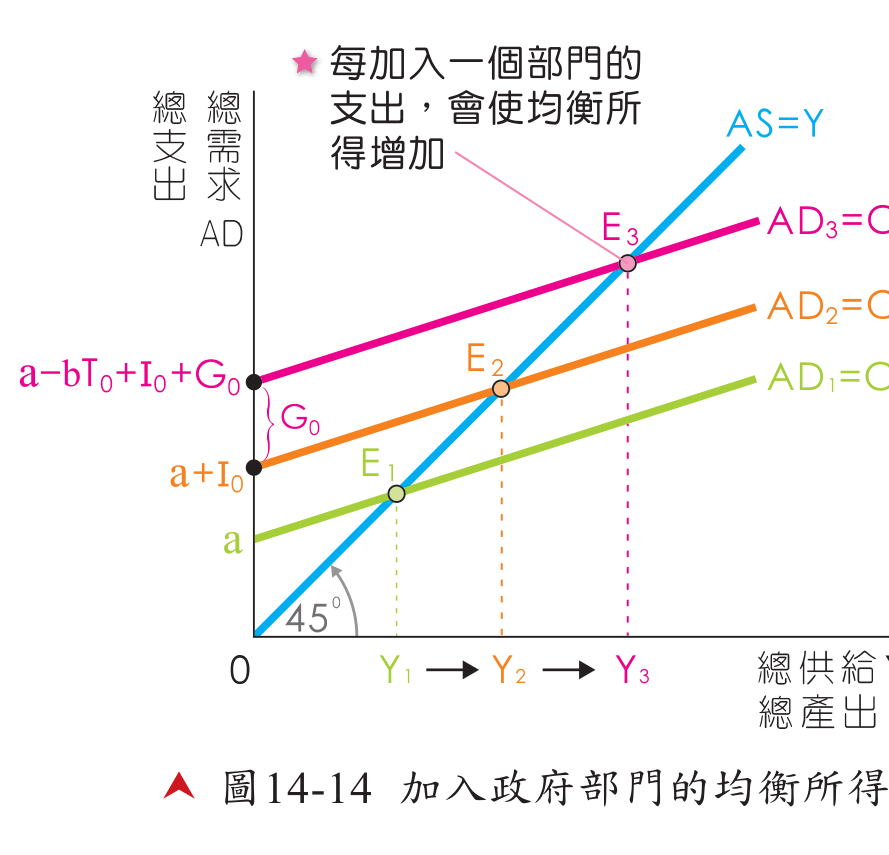 ★ 每加入一個部門的
支出，會使均衡所
得增加
總支出
總需求
AD
AS=Y
E3
AD3=C
E2
AD2=C
a−bT0+I0+G0
AD1=C
G0
E1
a+I0
a
45°
0
Y1 → Y2 → Y3
總供給
總產出
圖14-14 加入政府部門的均衡所得